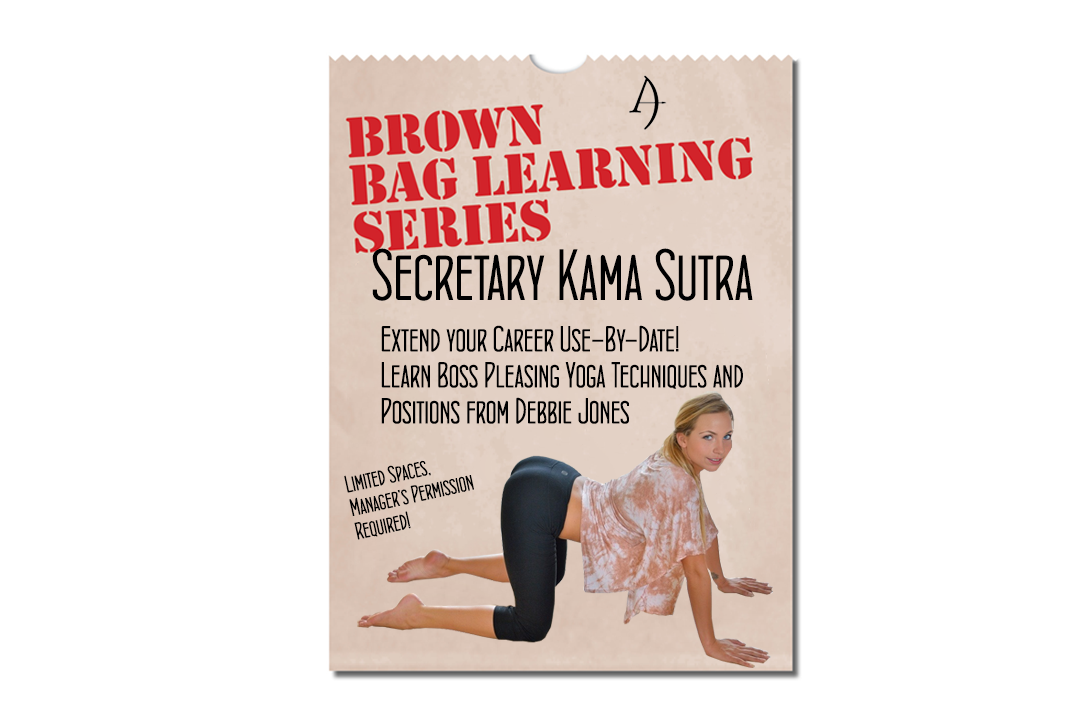 BROWN
BAG LEARNING
SERIES
SECRETARY KAMA SUTRA
EXTEND YOUR CAREER USE-BY-DATE!
LEARN BOSS PLEASING YOGA TECHNIQUES AND
POSITIONS FROM DEBBIE JONES
LIMITED SPACES,
MANAGER'S PERMISSION
REQUIRED!